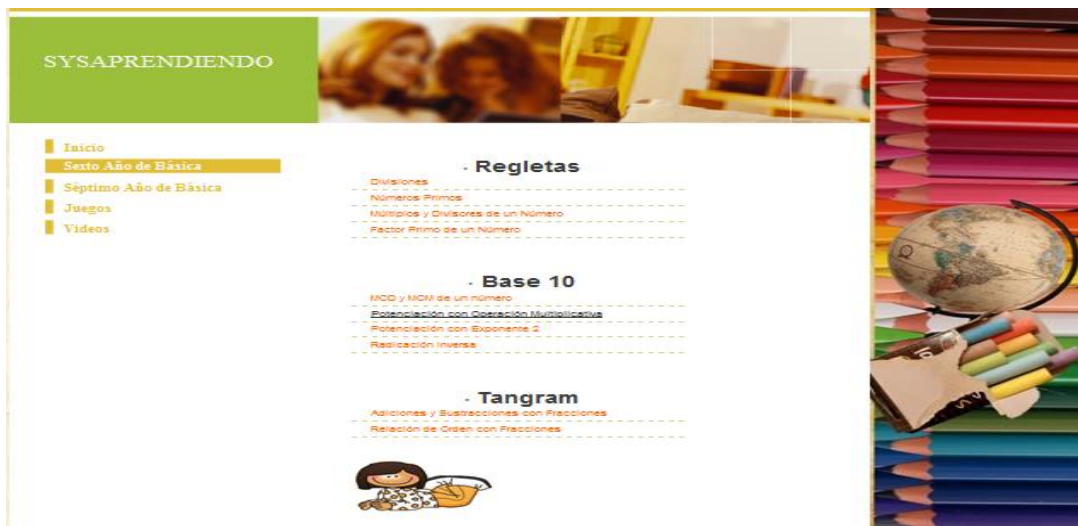 SYSAPRENDIENDO
Inicio
Sexto Año de Básica
Séptimo Año de Básica
Juegos
Videos
- Regletas
Divisiones
Números Primos
Múltiplos y Divisores de un Número
Factor Primo de un Número
- Base 10
MCD y MCM de un número
Potenciación con Operación Multiplicativa
Potenciación con Exponente 2
Radicación Inversa
- Tangram
Adiciones y Sustracciones con Fracciones
Relación de Orden con Fracciones